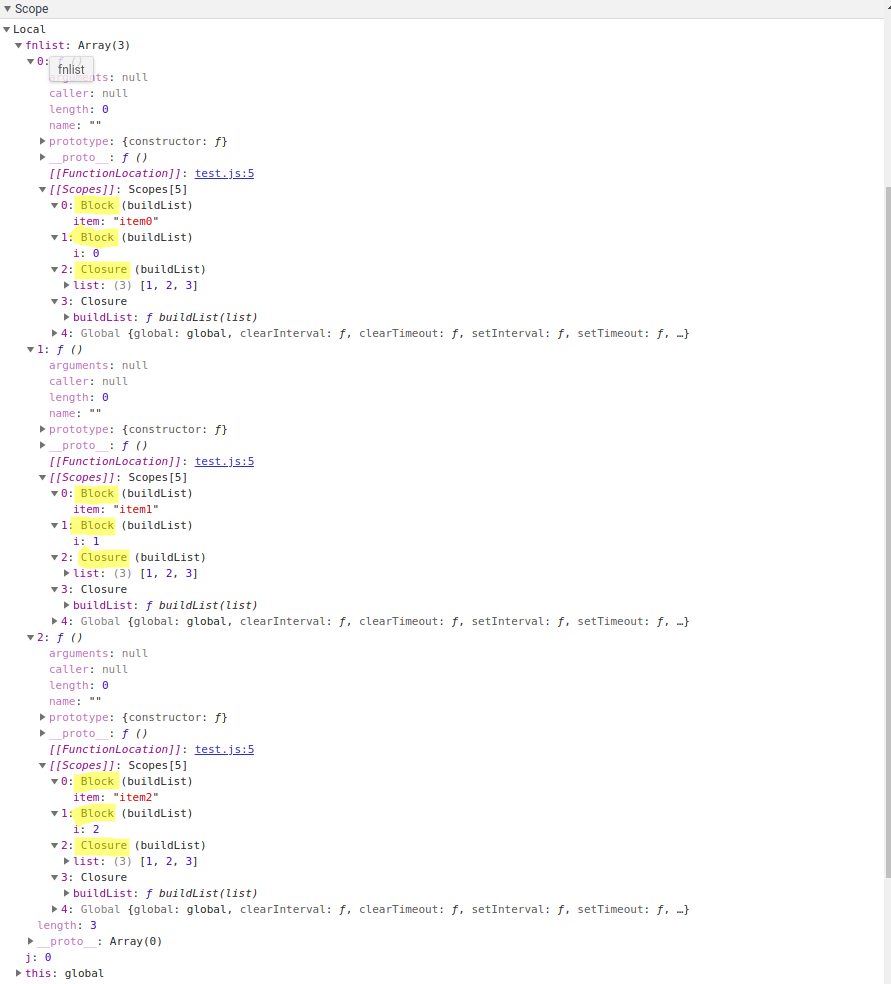 Scope
Local
fnlist: Array(3)
0: ƒ ()
fnlist
arguments: null
caller: null
length: 0
name: ""
prototype: {constructor: ƒ}
__proto__: ƒ ()
[[FunctionLocation]]: test.js:5
[[Scopes]]: Scopes[5]
0: Block (buildList)
item: "item0"
1: Block (buildList)
i: 0
2: Closure (buildList)
list: (3) [1, 2, 3]
3: Closure
buildList: ƒ buildList(list)
4: Global {global: global, clearInterval: ƒ, clearTimeout: ƒ, setInterval: ƒ, setTimeout: ƒ, …}
1: ƒ ()
arguments: null
caller: null
length: 0
name: ""
prototype: {constructor: ƒ}
__proto__: ƒ ()
[[FunctionLocation]]: test.js:5
[[Scopes]]: Scopes[5]
0: Block (buildList)
item: "item1"
1: Block (buildList)
i: 1
2: Closure (buildList)
list: (3) [1, 2, 3]
3: Closure
buildList: ƒ buildList(list)
4: Global {global: global, clearInterval: ƒ, clearTimeout: ƒ, setInterval: ƒ, setTimeout: ƒ, …}
2: ƒ ()
arguments: null
caller: null
length: 0
name: ""
prototype: {constructor: ƒ}
__proto__: ƒ ()
[[FunctionLocation]]: test.js:5
[[Scopes]]: Scopes[5]
0: Block (buildList)
item: "item2"
1: Block (buildList)
i: 2
2: Closure (buildList)
list: (3) [1, 2, 3]
3: Closure
buildList: ƒ buildList(list)
4: Global {global: global, clearInterval: ƒ, clearTimeout: ƒ, setInterval: ƒ, setTimeout: ƒ, …}
length: 3
__proto__: Array(0)
j: 0
this: global